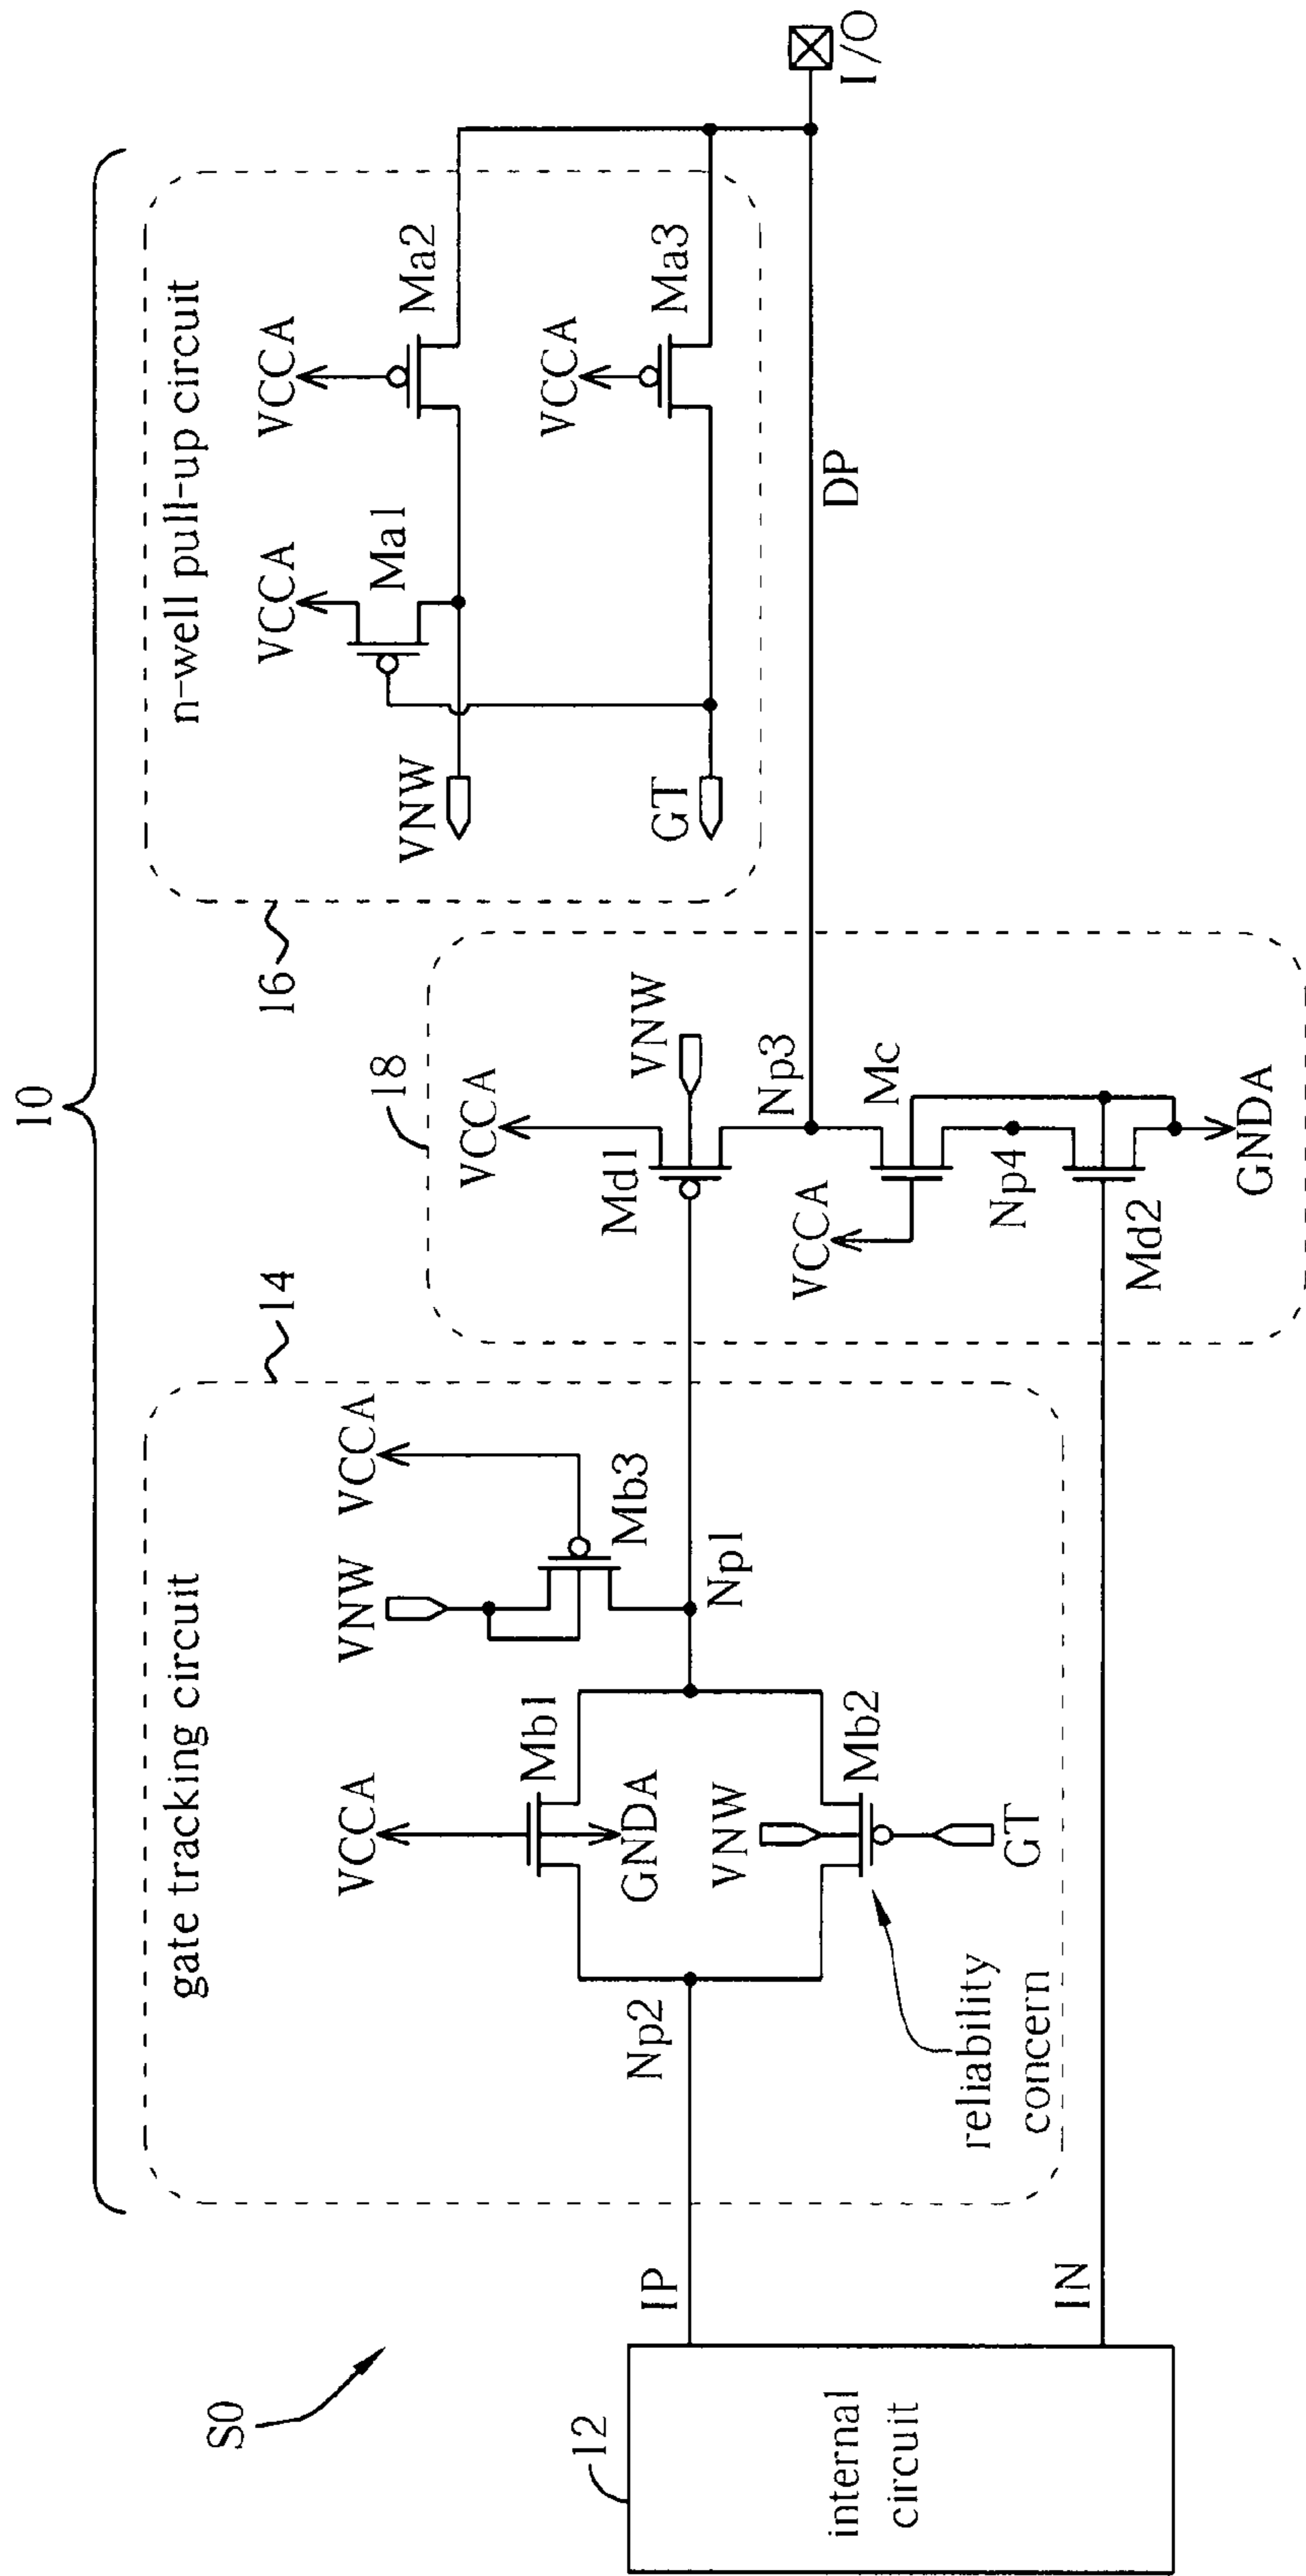 10
S0
12
internal
circuit
IP
IN
14
gate tracking circuit
VCCA
Mb1
GNDA
Np2
VNW
Mb2
GT
reliability
concern
VNW
VCCA
Mb3
Np1
18
VCCA
Md1
VNW
Np3
VCCA
Mc
Np4
Md2
GNDA
16
n-well pull-up circuit
VCCA
Ma1
VCCA
Ma2
VNW
VCCA
Ma3
GT
DP
I/O